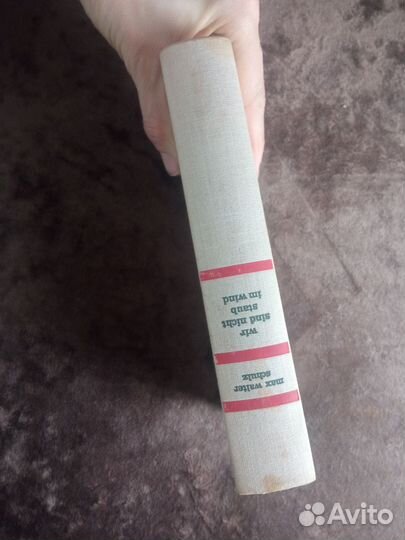 max walter
schulz
wir
sind nicht
staub
im wind
Avito